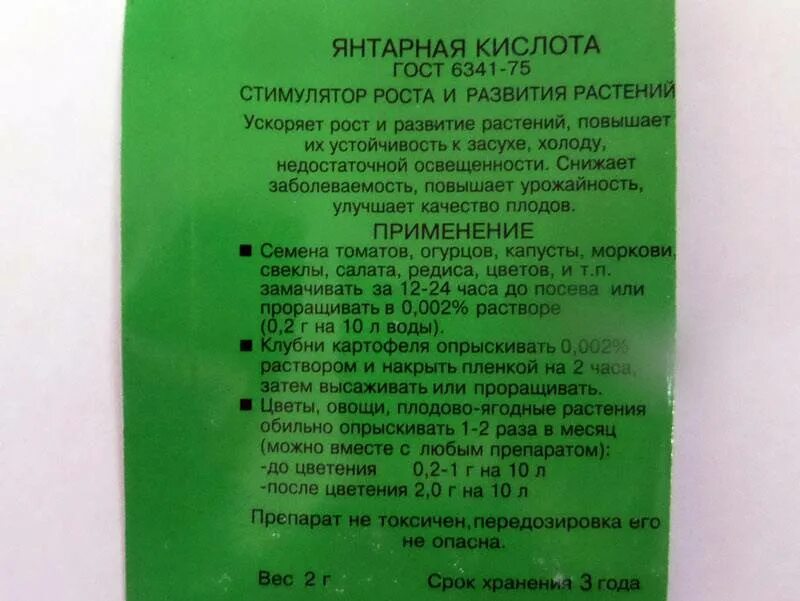 ЯНТАРНАЯ КИСЛОТА
ГОСТ 6341-75
СТИМУЛЯТОР РОСТА И РАЗВИТИЯ РАСТЕНИЙ
Ускоряет рост и развитие растений, повышает
их устойчивость к засухе, холоду,
недостаточной освещенности. Снижает
заболеваемость, повышает урожайность,
улучшает качество плодов.
ПРИМЕНЕНИЕ
■ Семена томатов, огурцов, капусты, моркови,
свеклы, салата, редиса, цветов, и т.п.
замачивать за 12-24 часа до посева или
проращивать в 0,002% растворе
(0,2 г на 10 л воды).
■ Клубни картофеля опрыскивать 0,002%
раствором и накрыть пленкой на 2 часа,
затем высаживать или проращивать.
■ Цветы, овощи, плодово-ягодные растения
обильно опрыскивать 1-2 раза в месяц
(можно вместе с любым препаратом):
-до цветения 0,2-1 г на 10 л
-после цветения 2,0 г на 10 л
Препарат не токсичен,передозировка его
не опасна.
Вес 2 г Срок хранения 3 года